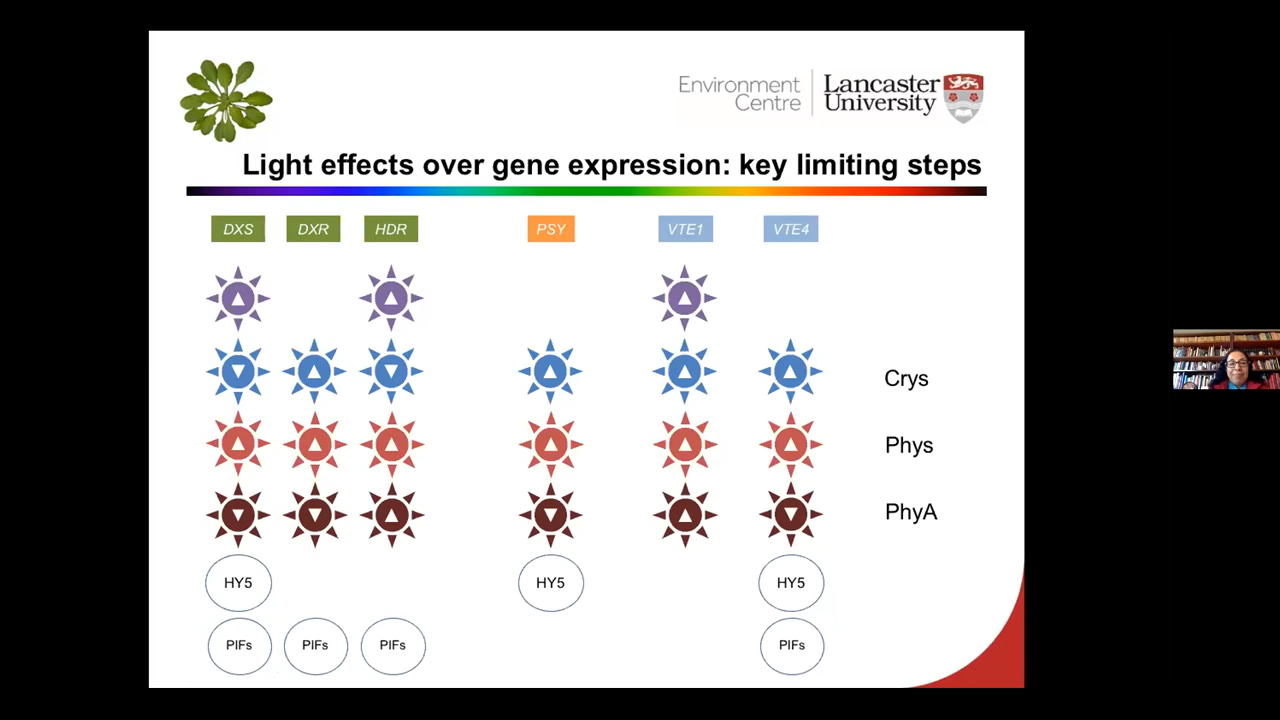 Environment
Centre
Lancaster
University
Light effects over gene expression: key limiting steps
DXS DXR HDR PSY VTE1 VTE4
Crys
Phys
PhyA
HY5 HY5 HY5
PIFs PIFs PIFs PIFs